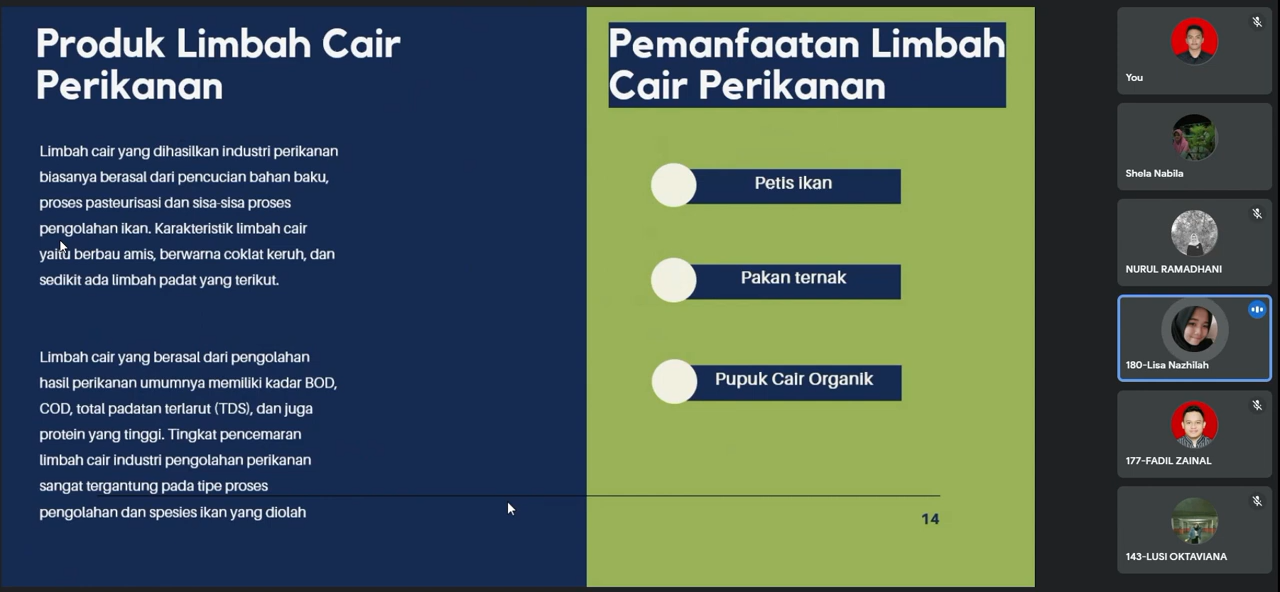 Produk Limbah Cair
Perikanan
Limbah cair yang dihasilkan industri perikanan
biasanya berasal dari pencucian bahan baku,
proses pasteurisasi dan sisa-sisa proses
pengolahan ikan. Karakteristik limbah cair
yaitu berbau amis, berwarna coklat keruh, dan
sedikit ada limbah padat yang terikut.
Limbah cair yang berasal dari pengolahan
hasil perikanan umumnya memiliki kadar BOD,
COD, total padatan terlarut (TDS), dan juga
protein yang tinggi. Tingkat pencemaran
limbah cair industri pengolahan perikanan
sangat tergantung pada tipe proses
pengolahan dan spesies ikan yang diolah
Pemanfaatan Limbah
Cair Perikanan
Petis ikan
Pakan ternak
Pupuk Cair Organik
14
You
Shela Nabila
NURUL RAMADHANI
180-Lisa Nazhilah
177-FADIL ZAINAL
143-LUSI OKTAVIANA